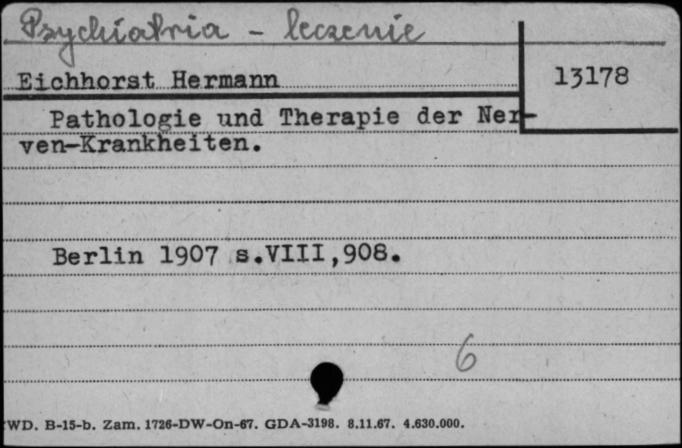 Psychiatria - leczenie
Eichhorst Hermann
13178
Pathologie und Therapie der Ner-
ven-Krankheiten.
Berlin 1907 s.VIII,908.
6
WD. B-15-b. Zam. 1726-DW-On-67. GDA-3198. 8.11.67. 4.630.000.